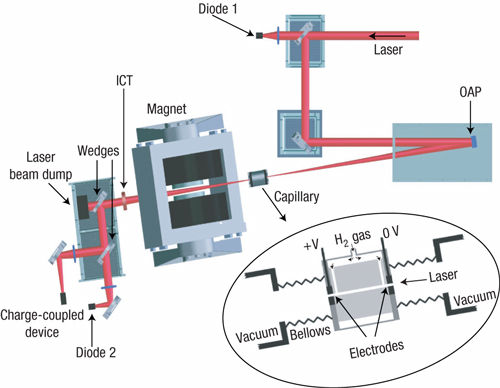 Diode 1
Laser
OAP
ICT
Magnet
Laser
beam dump
Wedges
Capillary
Charge-coupled
device
Diode 2
+V
H2 gas
0 V
Laser
Vacuum
Bellows
Electrodes
Vacuum